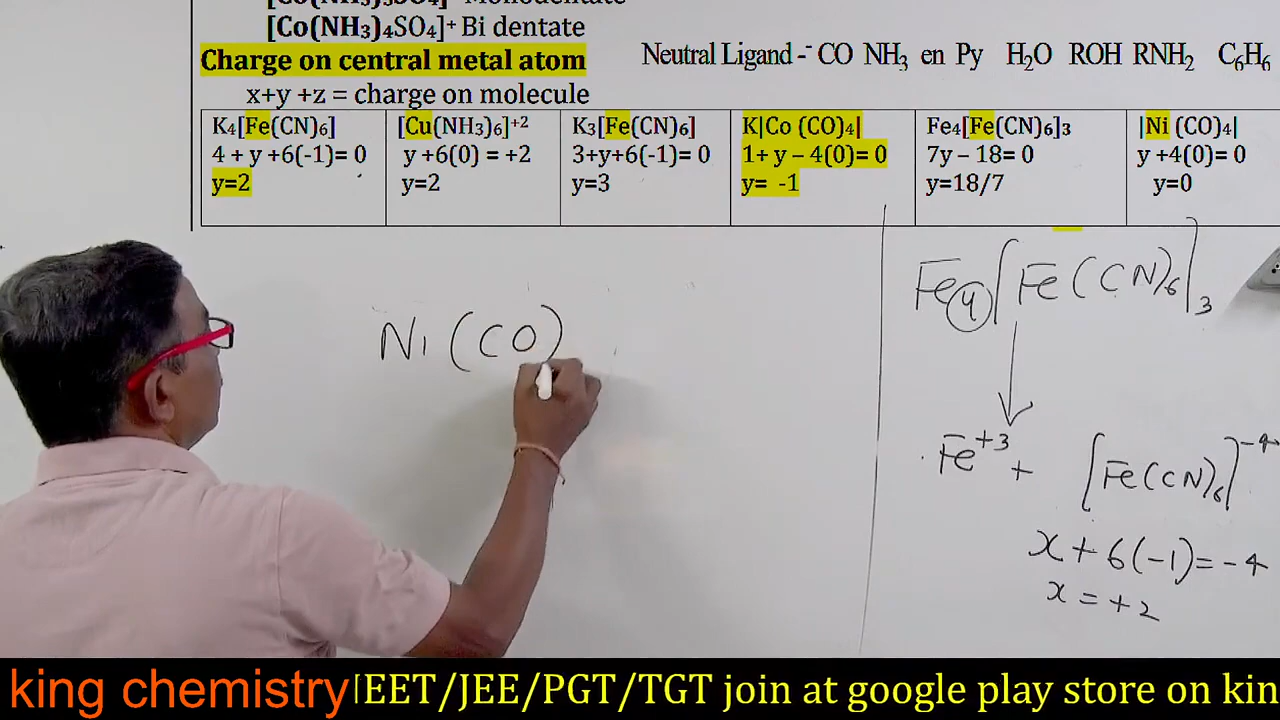 [Co(NH3)5SO4]+ Monodentate
[Co(NH3)4SO4]+ Bi dentate
Charge on central metal atom
Neutral Ligand -- CO NH3 en Py H2O ROH RNH2 C6H6
x+y +z = charge on molecule
K4[Fe(CN)6]
4 + y +6(-1)= 0
y=2
[Cu(NH3)6]+2
y +6(0) = +2
y=2
K3[Fe(CN)6]
3+y+6(-1)= 0
y=3
K|Co (CO)4|
1+ y – 4(0)= 0
y= -1
Fe4[Fe(CN)6]3
7y – 18= 0
y=18/7
|Ni (CO)4|
y +4(0)= 0
y=0
Ni (CO)
Fe4[Fe(CN)6]3
Fe+3 + [Fe(CN)6]-4
x + 6(-1) = -4
x = +2
king chemistry
EET/JEE/PGT/TGT join at google play store on kin